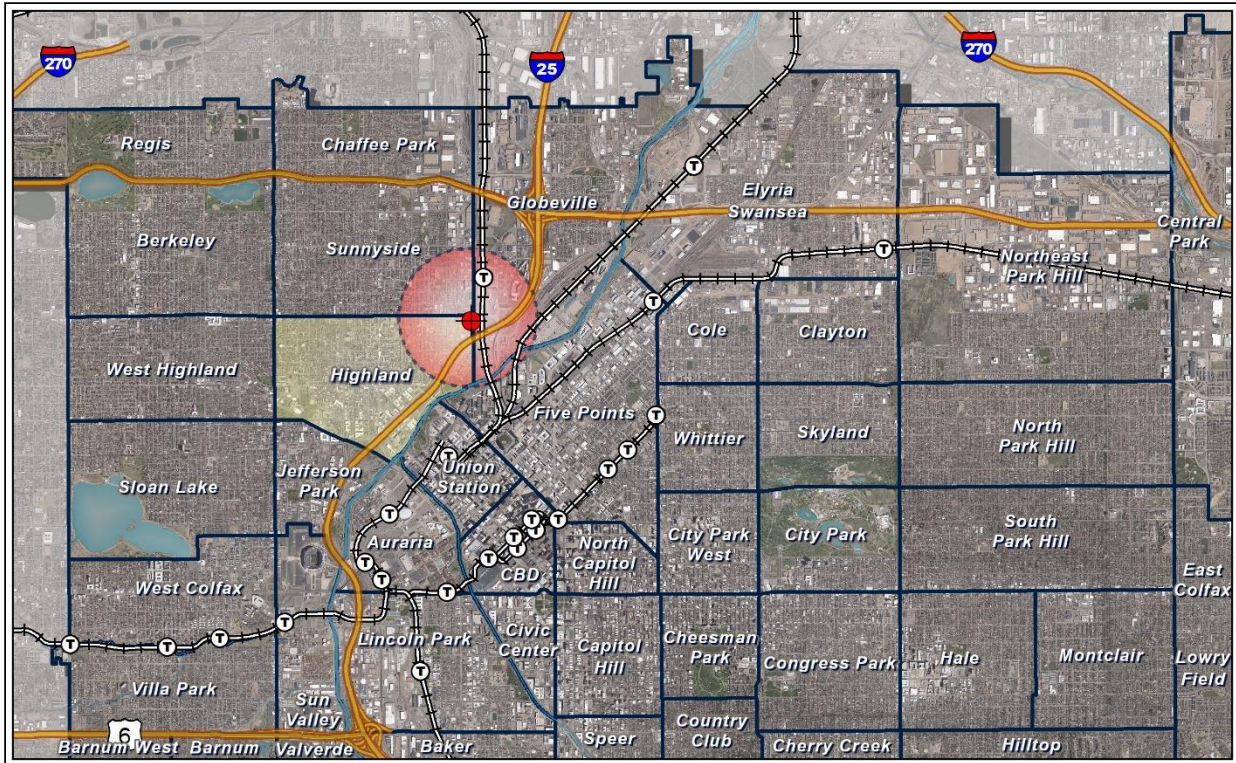 270
25
270
Regis
Chaffee Park
Globeville
Elyria
Swansea
Central
Park
Berkeley
Sunnyside
Northeast
Park Hill
T
T
T
T
West Highland
Highland
Cole
Clayton
Five Points
T
Whittier
Skyland
North
Park Hill
T
T
T
Sloan Lake
Jefferson
Park
Union
Station
T
Auraria
T
T
T
T
T
T
CBD
North
Capitol
Hill
City Park
West
City Park
South
Park Hill
T
T
T
West Colfax
East
Colfax
T
T
T
T
Lincoln Park
Civic
Center
Capitol
Hill
Cheesman
Park
Congress Park
Hale
Montclair
Lowry
Field
T
Villa Park
Sun
Valley
6
Barnum West
Barnum
Valverde
Baker
Speer
Country
Club
Cherry Creek
Hilltop